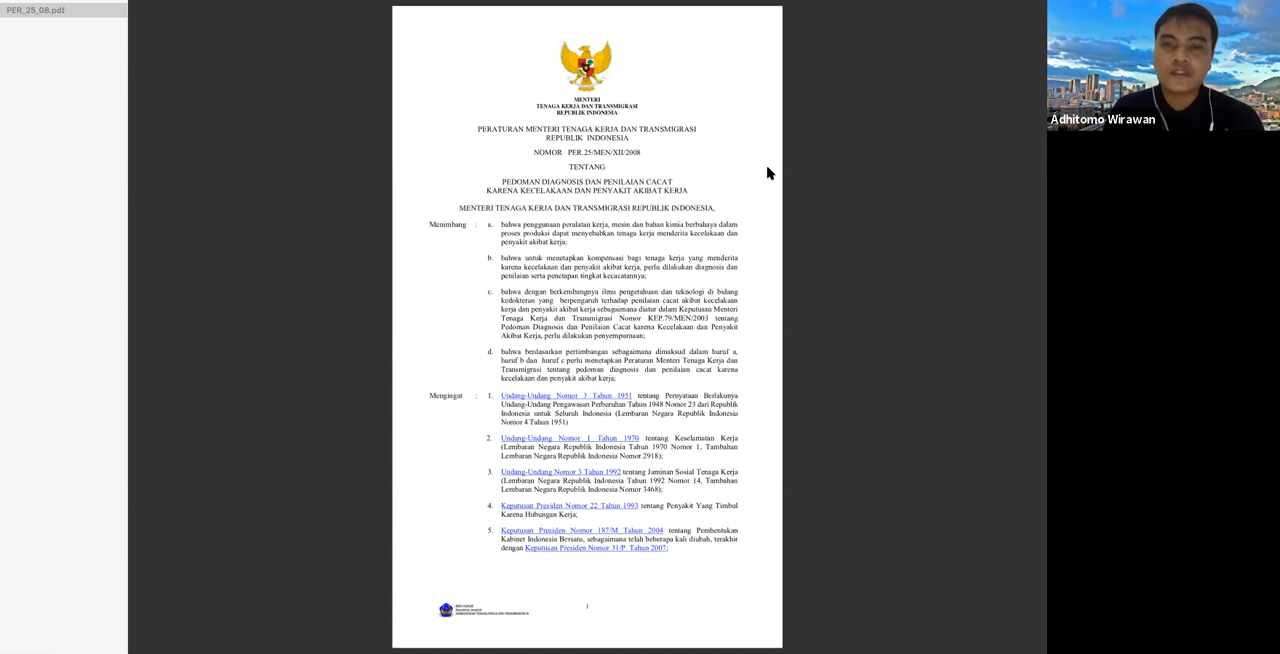 PER_25_08.pdf
MENTERI
TENAGA KERJA DAN TRANSMIGRASI
REPUBLIK INDONESIA
PERATURAN MENTERI TENAGA KERJA DAN TRANSMIGRASI
REPUBLIK INDONESIA
NOMOR PER.25/MEN/XII/2008
TENTANG
PEDOMAN DIAGNOSIS DAN PENILAIAN CACAT
KARENA KECELAKAAN DAN PENYAKIT AKIBAT KERJA
MENTERI TENAGA KERJA DAN TRANSMIGRASI REPUBLIK INDONESIA,
Menimbang : a. bahwa penggunaan peralatan kerja, mesin dan bahan kimia berbahaya dalam
proses produksi dapat menyebabkan tenaga kerja menderita kecelakaan dan
penyakit akibat kerja;
b. bahwa untuk menetapkan kompensasi bagi tenaga kerja yang menderita
karena kecelakaan dan penyakit akibat kerja, perlu dilakukan diagnosis dan
penilaian serta penetapan tingkat kecacatannya;
c. bahwa dengan berkembangnya ilmu pengetahuan dan teknologi di bidang
kedokteran yang berpengaruh terhadap penilaian cacat akibat kecelakaan
kerja dan penyakit akibat kerja sebagaimana diatur dalam Keputusan Menteri
Tenaga Kerja dan Transmigrasi Nomor KEP.79/MEN/2003 tentang
Pedoman Diagnosis dan Penilaian Cacat karena Kecelakaan dan Penyakit
Akibat Kerja, perlu dilakukan penyempurnaan;
d. bahwa berdasarkan pertimbangan sebagaimana dimaksud dalam huruf a,
huruf b dan huruf c perlu menetapkan Peraturan Menteri Tenaga Kerja dan
Transmigrasi tentang pedoman diagnosis dan penilaian cacat karena
kecelakaan dan penyakit akibat kerja;
Mengingat : 1. Undang-Undang Nomor 3 Tahun 1951 tentang Pernyataan Berlakunya
Undang-Undang Pengawasan Perburuhan Tahun 1948 Nomor 23 dari Republik
Indonesia untuk Seluruh Indonesia (Lembaran Negara Republik Indonesia
Nomor 4 Tahun 1951)
2. Undang-Undang Nomor 1 Tahun 1970 tentang Keselamatan Kerja
(Lembaran Negara Republik Indonesia Tahun 1970 Nomor 1, Tambahan
Lembaran Negara Republik Indonesia Nomor 2918);
3. Undang-Undang Nomor 3 Tahun 1992 tentang Jaminan Sosial Tenaga Kerja
(Lembaran Negara Republik Indonesia Tahun 1992 Nomor 14, Tambahan
Lembaran Negara Republik Indonesia Nomor 3468);
4. Keputusan Presiden Nomor 22 Tahun 1993 tentang Penyakit Yang Timbul
Karena Hubungan Kerja;
5. Keputusan Presiden Nomor 187/M Tahun 2004 tentang Pembentukan
Kabinet Indonesia Bersatu, sebagaimana telah beberapa kali diubah, terakhir
dengan Keputusan Presiden Nomor 31/P Tahun 2007;
1
Adhitomo Wirawan